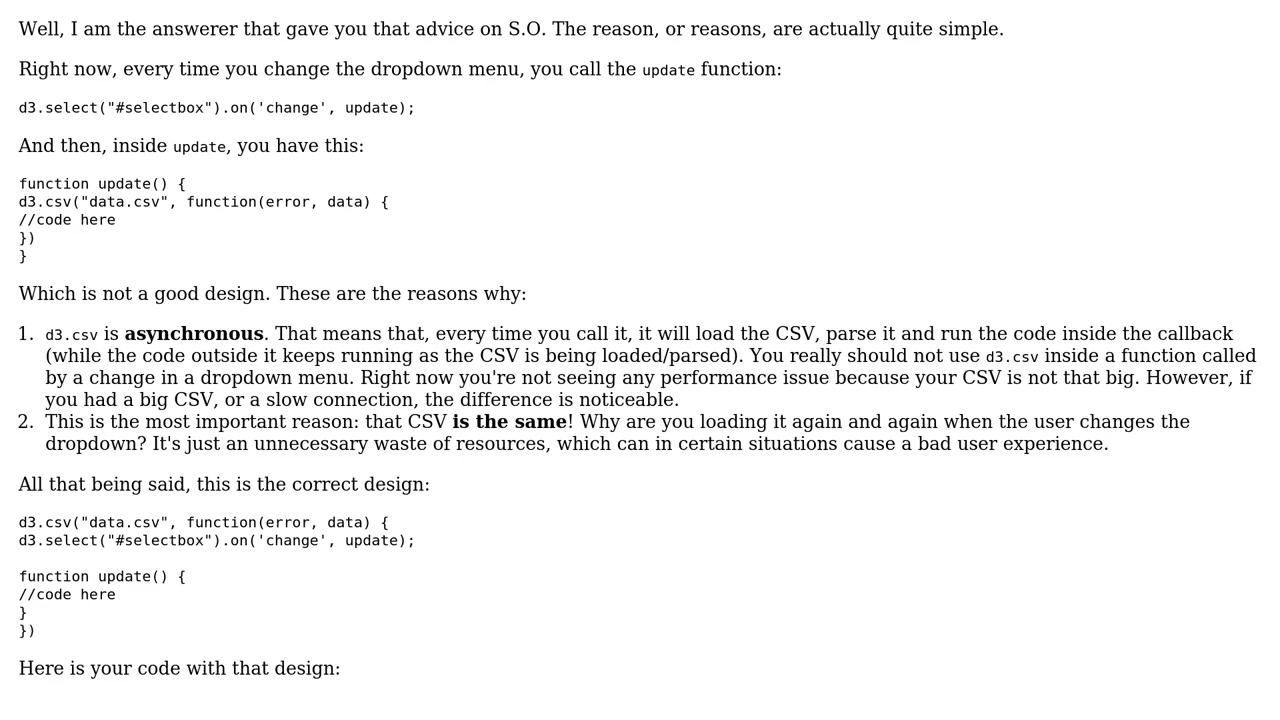 Well, I am the answerer that gave you that advice on S.O. The reason, or reasons, are actually quite simple.
Right now, every time you change the dropdown menu, you call the update function:
d3.select("#selectbox").on('change', update);
And then, inside update, you have this:
function update() {
d3.csv("data.csv", function(error, data) {
//code here
})
}
Which is not a good design. These are the reasons why:
1. d3.csv is asynchronous. That means that, every time you call it, it will load the CSV, parse it and run the code inside the callback
(while the code outside it keeps running as the CSV is being loaded/parsed). You really should not use d3.csv inside a function called
by a change in a dropdown menu. Right now you're not seeing any performance issue because your CSV is not that big. However, if
you had a big CSV, or a slow connection, the difference is noticeable.
2. This is the most important reason: that CSV is the same! Why are you loading it again and again when the user changes the
dropdown? It's just an unnecessary waste of resources, which can in certain situations cause a bad user experience.
All that being said, this is the correct design:
d3.csv("data.csv", function(error, data) {
d3.select("#selectbox").on('change', update);
function update() {
//code here
}
})
Here is your code with that design: